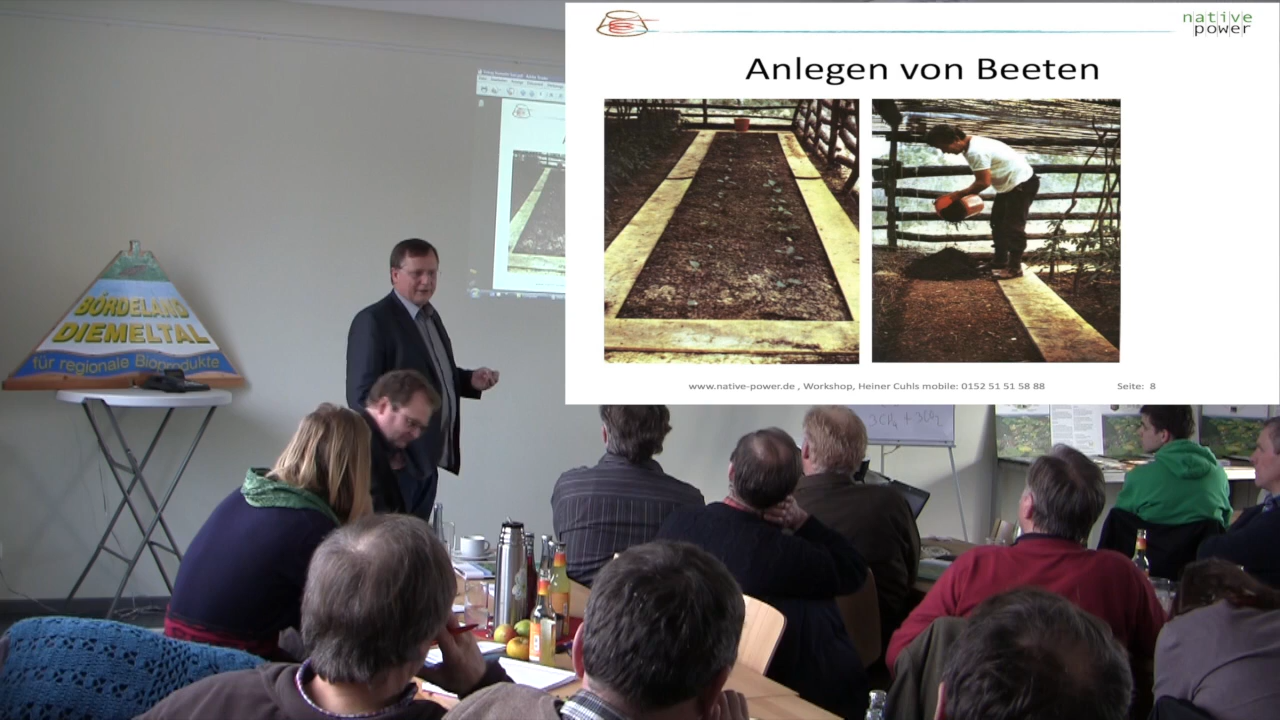 native
power
Anlegen von Beeten
www.native-power.de , Workshop, Heiner Cuhls mobile: 0152 51 51 58 88
Seite: 8
BÖRDELAND
DIEMELTAL
für regionale Bioprodukte